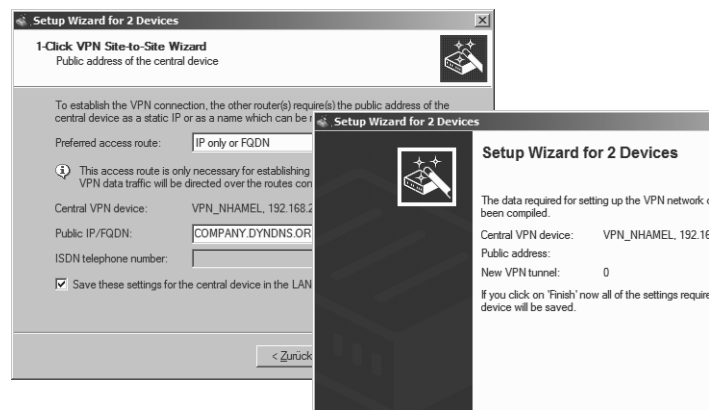 Setup Wizard for 2 Devices
1-Click VPN Site-to-Site Wizard
Public address of the central device
To establish the VPN connection, the other router(s) require(s) the public address of the
central device as a static IP or as a name which can be
Preferred access route: IP only or FQDN
This access route is only necessary for establishing
VPN data traffic will be directed over the routes
Central VPN device: VPN_NHAMEL, 192.168.2
Public IP/FQDN: COMPANY.DYNDNS.OR
ISDN telephone number:
Save these settings for the central device in the LAN
< Zurück
Setup Wizard for 2 Devices
Setup Wizard for 2 Devices
The data required for setting up the VPN network
been compiled.
Central VPN device: VPN_NHAMEL, 192.16
Public address:
New VPN tunnel: 0
If you click on 'Finish' now all of the settings require
device will be saved.